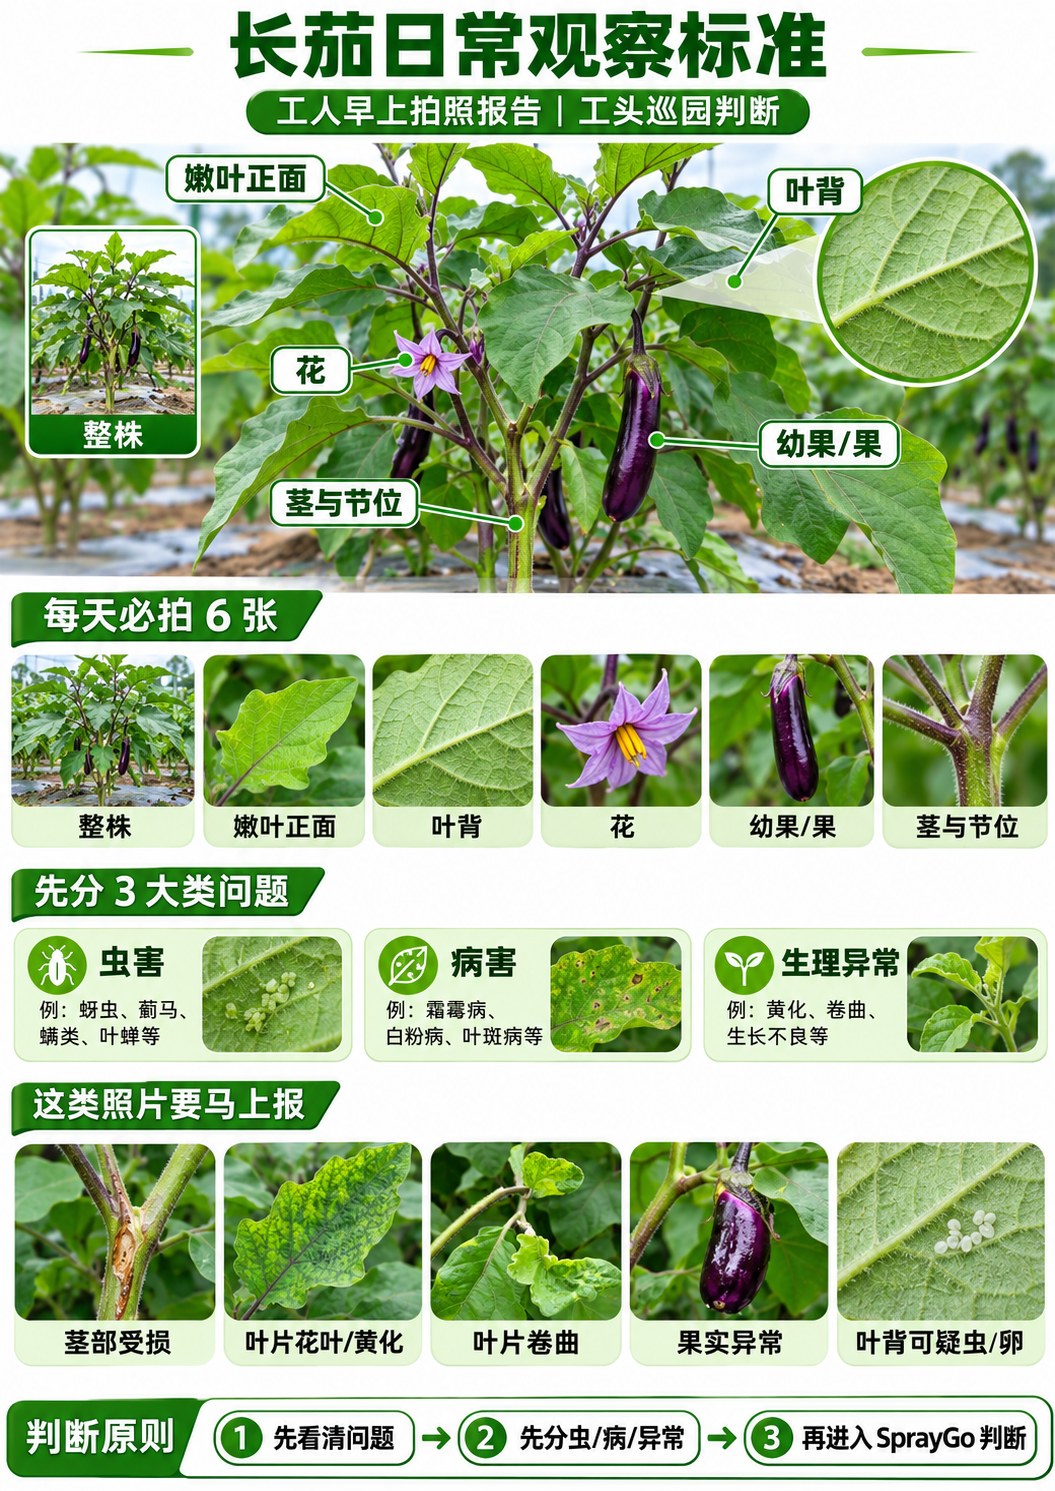 长茄日常观察标准
工人早上拍照报告｜工头巡园判断
嫩叶正面
叶背
整株
花
幼果/果
茎与节位
每天必拍 6 张
整株
嫩叶正面
叶背
花
幼果/果
茎与节位
先分 3 大类问题
虫害
例：蚜虫、蓟马、
螨类、叶蝉等
病害
例：霜霉病、
白粉病、叶斑病等
生理异常
例：黄化、卷曲、
生长不良等
这类照片要马上报
茎部受损
叶片花叶/黄化
叶片卷曲
果实异常
叶背可疑虫/卵
判断原则
1 先看清问题
2 先分虫/病/异常
3 再进入 SprayGo 判断